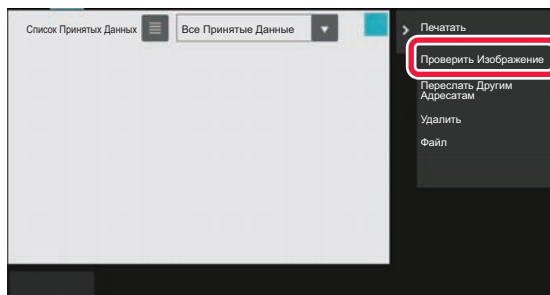 Список Принятых Данных
Все Принятые Данные
Печатать
Проверить Изображение
Переслать Другим
Адресатам
Удалить
Файл